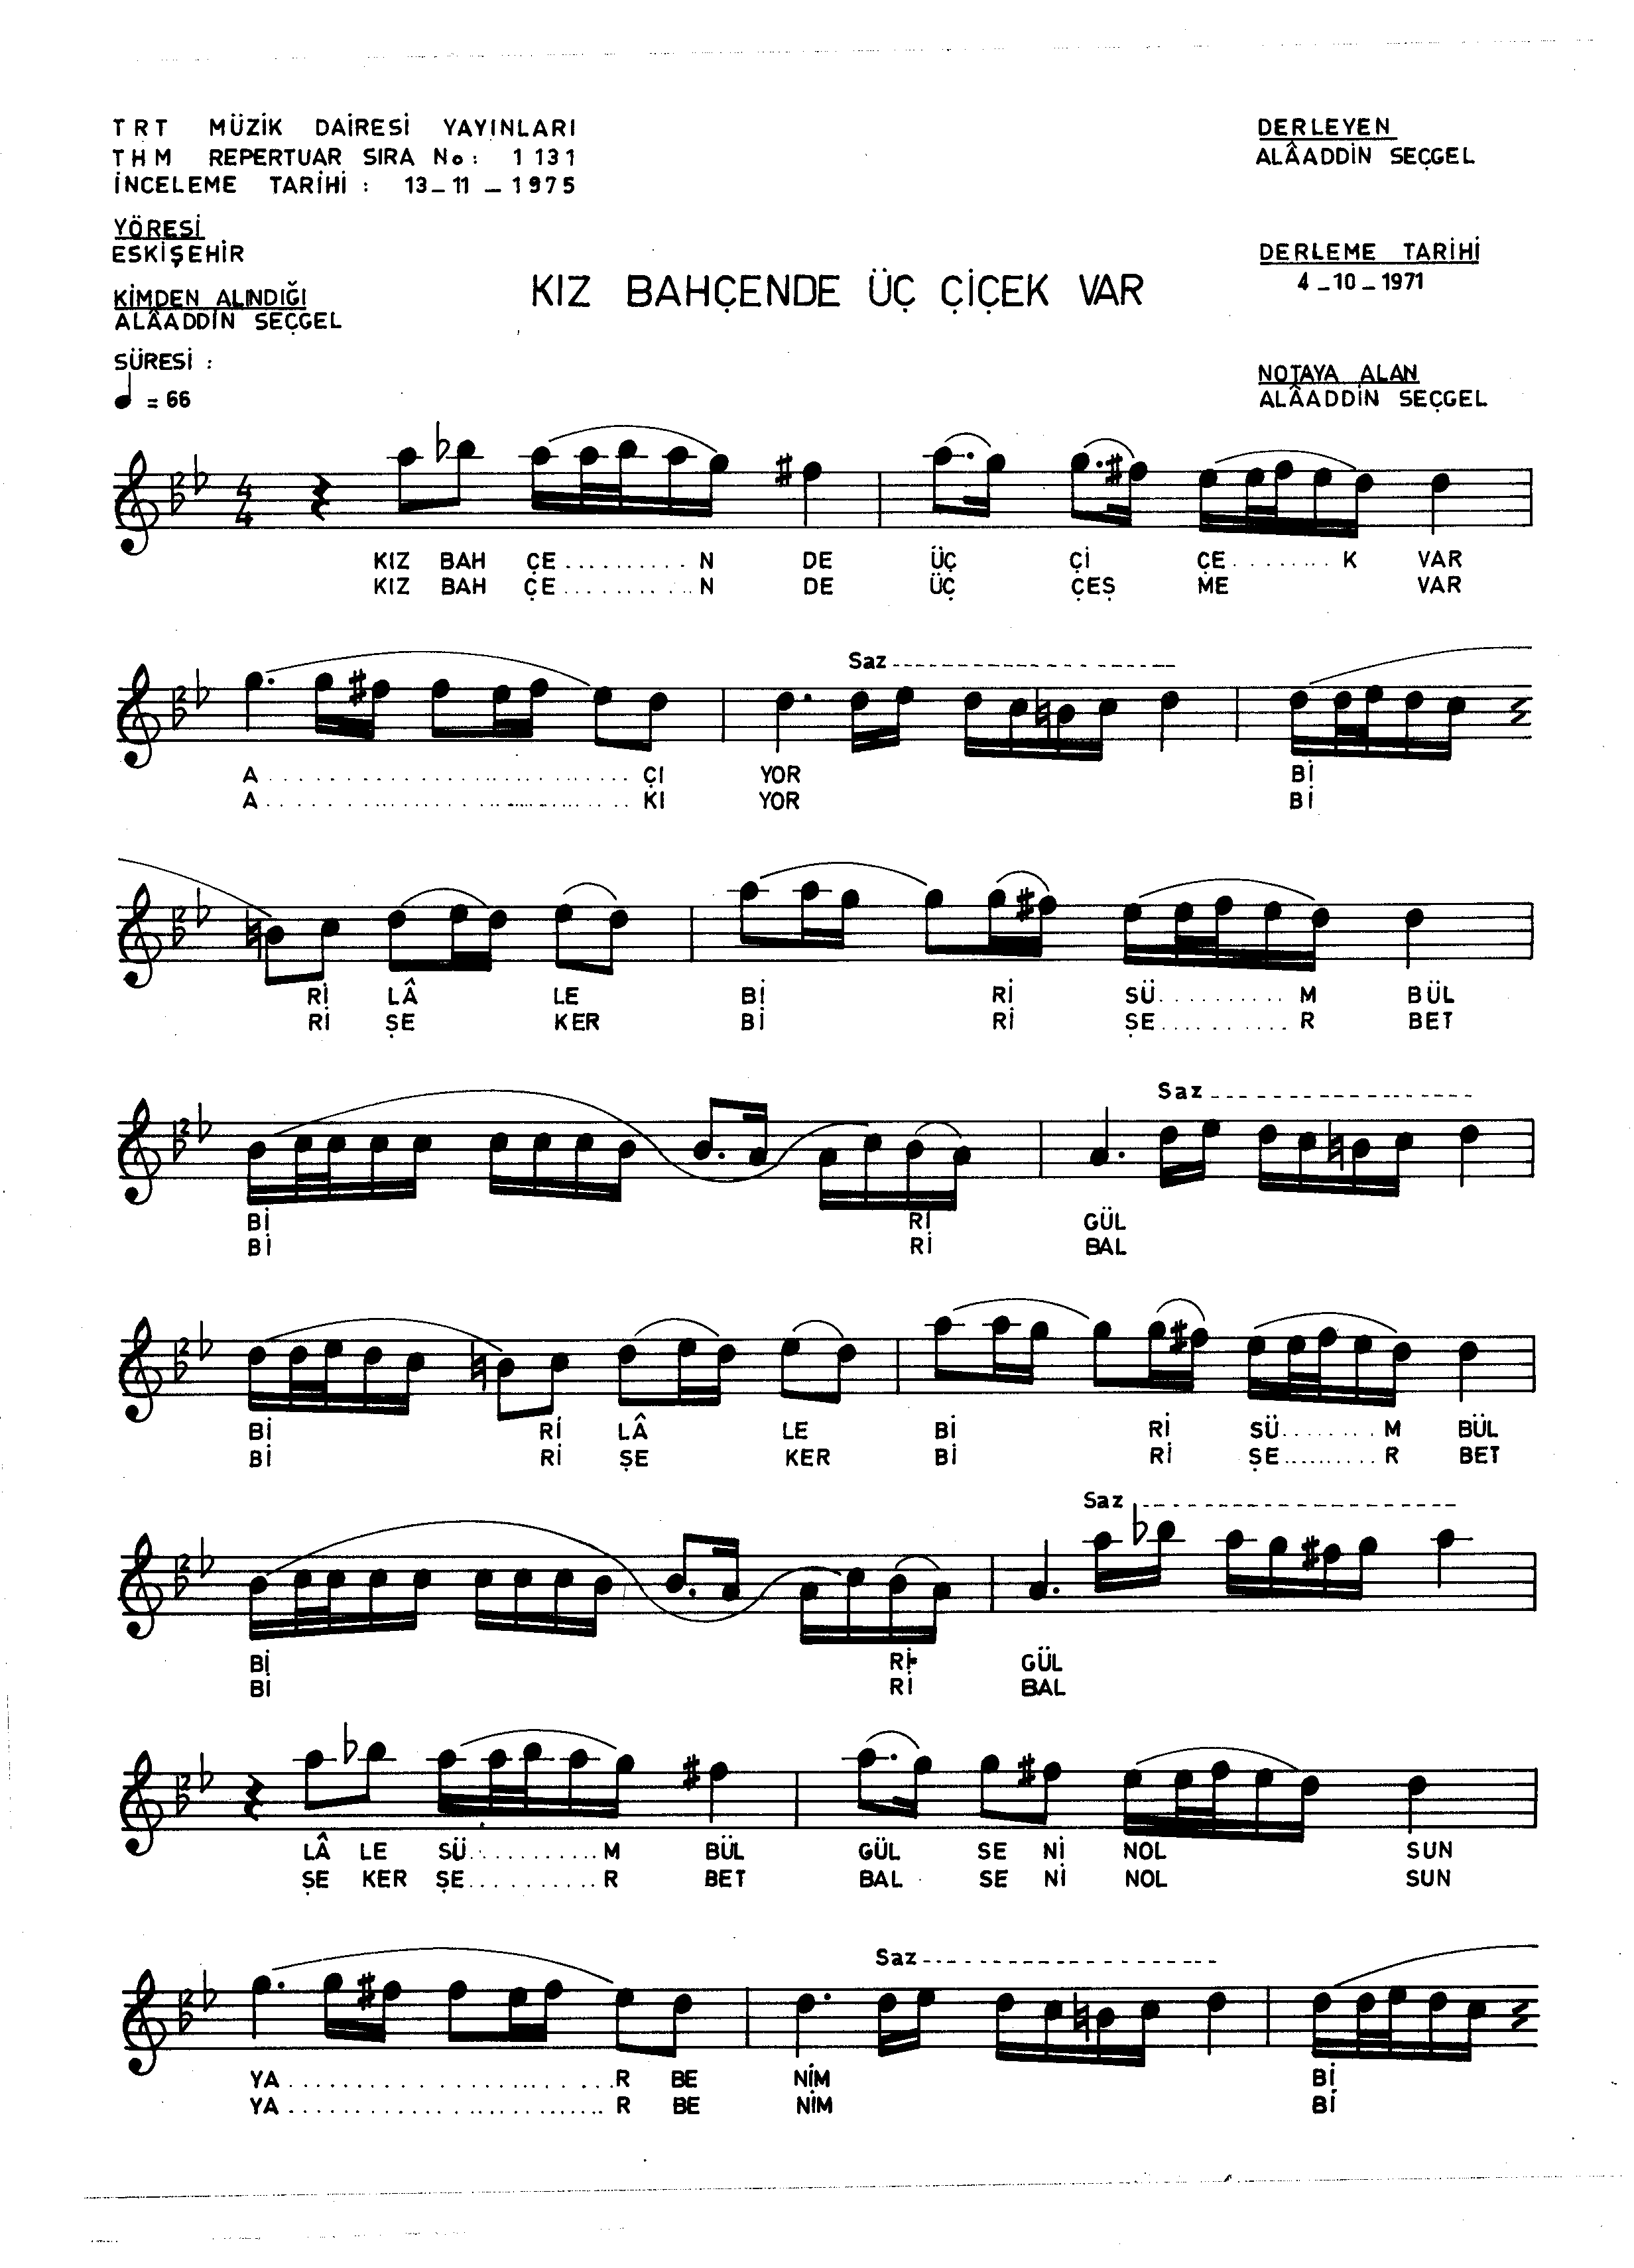 TRT MÜZİK DAİRESİ YAYINLARI
THM REPERTUAR SIRA No: 1131
İNCELEME TARİHİ : 13-11-1975
DERLEYEN
ALÂADDİN SEÇGEL
YÖRESİ
ESKİŞEHİR
DERLEME TARİHİ
4-10-1971
KİMDEN ALINDIĞI
ALÂADDİN SEÇGEL
KIZ BAHÇENDE ÜÇ ÇİÇEK VAR
SÜRESİ :
♩ = 66
NOTAYA ALAN
ALÂADDİN SEÇGEL
4
4
KIZ BAH ÇE..........N DE ÜÇ Çİ ÇE........K VAR
KIZ BAH ÇE..........N DE ÜÇ ÇEŞ ME VAR
Saz--------------------
A.............................ÇI YOR Bİ
A.............................KI YOR Bİ
Rİ LÂ LE Bİ Rİ SÜ..........M BÜL
Rİ ŞE KER Bİ Rİ ŞE..........R BET
Saz--------------------
Bİ Rİ GÜL
Bİ Rİ BAL
Bİ Rİ LÂ LE Bİ Rİ SÜ........M BÜL
Bİ Rİ ŞE KER Bİ Rİ ŞE.........R BET
Saz--------------------
Bİ Rİ GÜL
Bİ Rİ BAL
LÂ LE SÜ..........M BÜL GÜL SE Nİ NOL SUN
ŞE KER ŞE..........R BET BAL SE Nİ NOL SUN
Saz--------------------
YA..........................R BE NİM Bİ
YA..........................R BE NİM Bİ